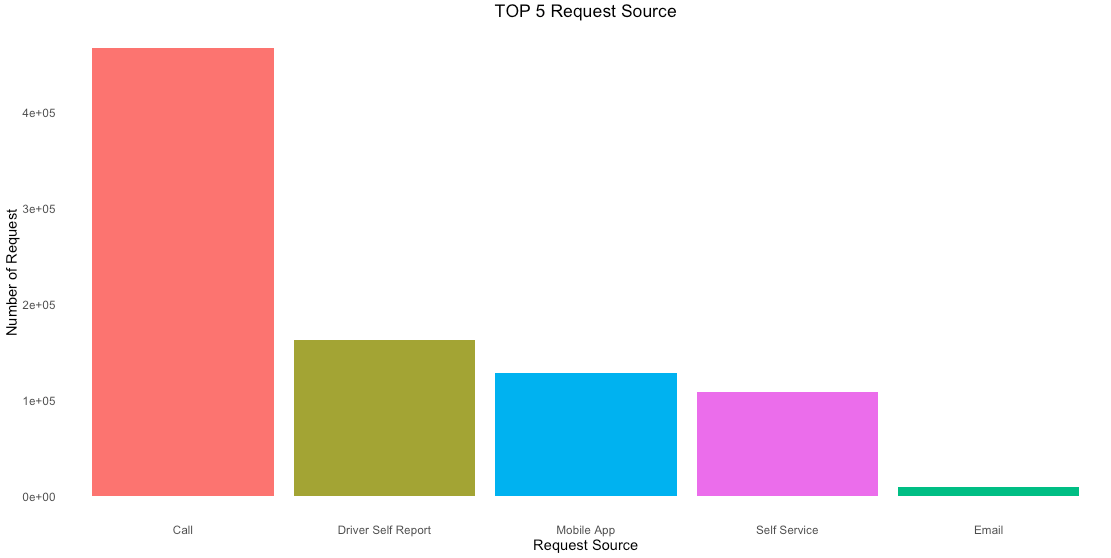 TOP 5 Request Source
Number of Request
4e+05
3e+05
2e+05
1e+05
0e+00
Call Driver Self Report Mobile App Self Service Email
Request Source